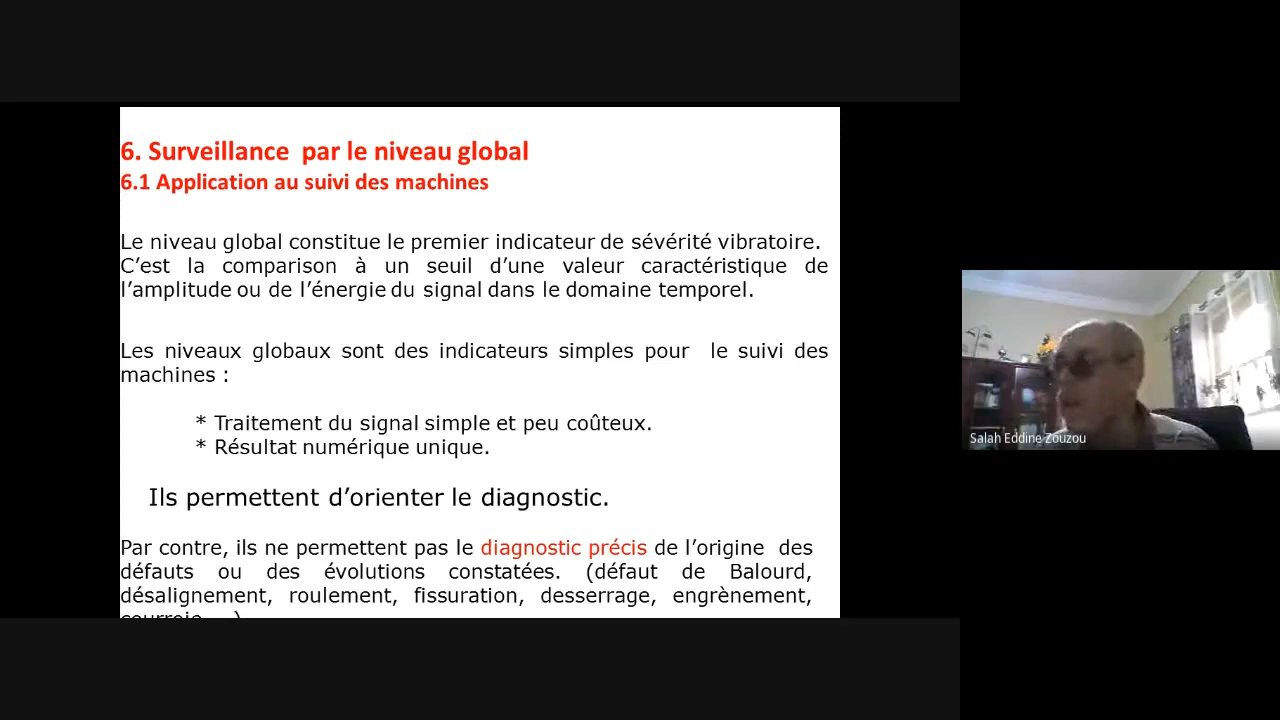 6. Surveillance par le niveau global
6.1 Application au suivi des machines
Le niveau global constitue le premier indicateur de sévérité vibratoire.
C’est la comparaison à un seuil d’une valeur caractéristique de
l’amplitude ou de l’énergie du signal dans le domaine temporel.
Les niveaux globaux sont des indicateurs simples pour le suivi des
machines :
* Traitement du signal simple et peu coûteux.
* Résultat numérique unique.
Ils permettent d’orienter le diagnostic.
Par contre, ils ne permettent pas le diagnostic précis de l’origine des
défauts ou des évolutions constatées. (défaut de Balourd,
désalignement, roulement, fissuration, desserrage, engrènement,
Salah Eddine Zouzou